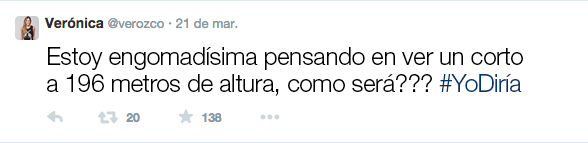 Verónica @verozco · 21 de mar.
Estoy engomadísima pensando en ver un corto
a 196 metros de altura, como será??? #YoDiría
20 138